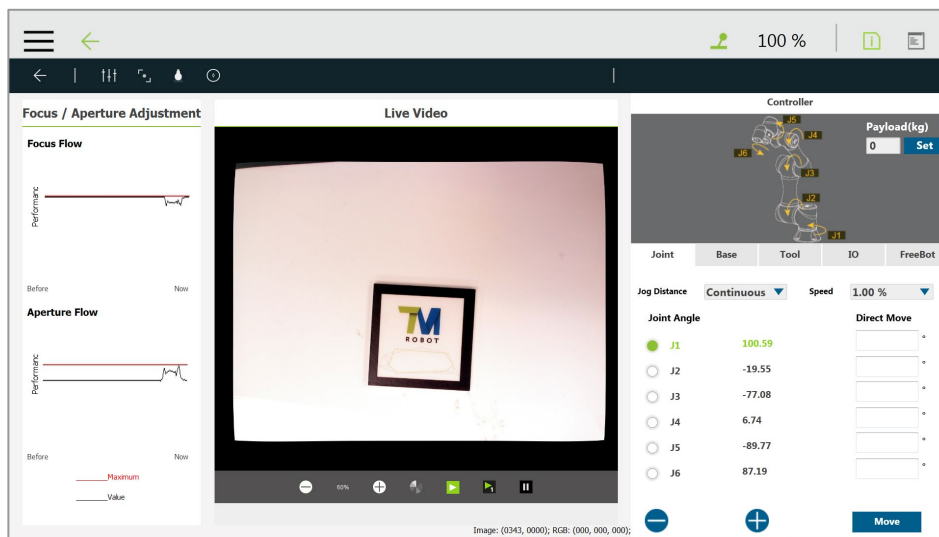 100 %
Focus / Aperture Adjustment
Focus Flow
Performanc
Before Now
Aperture Flow
Performanc
Before Now
Maximum
Value
Live Video
TM
ROBOT
60%
1
Image: (0343, 0000); RGB: (000, 000, 000);
Controller
J5
J4
J6
J3
J2
J1
Payload(kg)
0 Set
Joint Base Tool IO FreeBot
Jog Distance Continuous Speed 1.00 %
Joint Angle Direct Move
J1 100.59 °
J2 -19.55 °
J3 -77.08 °
J4 6.74 °
J5 -89.77 °
J6 87.19 °
Move